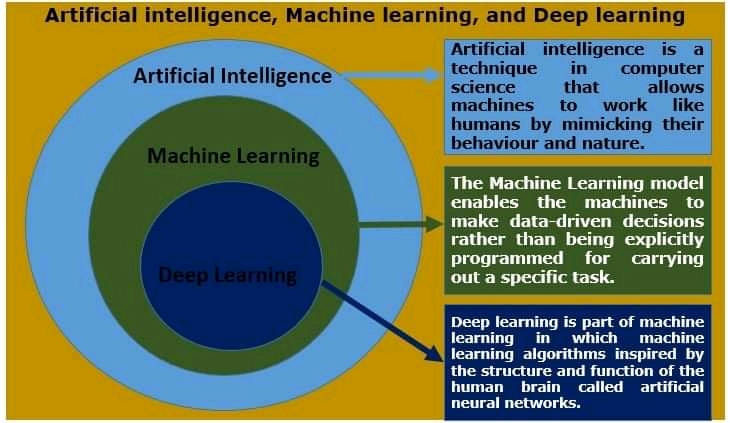 Artificial intelligence, Machine learning, and Deep learning
Artificial Intelligence
Machine Learning
Deep Learning
Artificial intelligence is a
technique in computer
science that allows
machines to work like
humans by mimicking their
behaviour and nature.
The Machine Learning model
enables the machines to
make data-driven decisions
rather than being explicitly
programmed for carrying
out a specific task.
Deep learning is part of machine
learning in which machine
learning algorithms inspired by
the structure and function of the
human brain called artificial
neural networks.